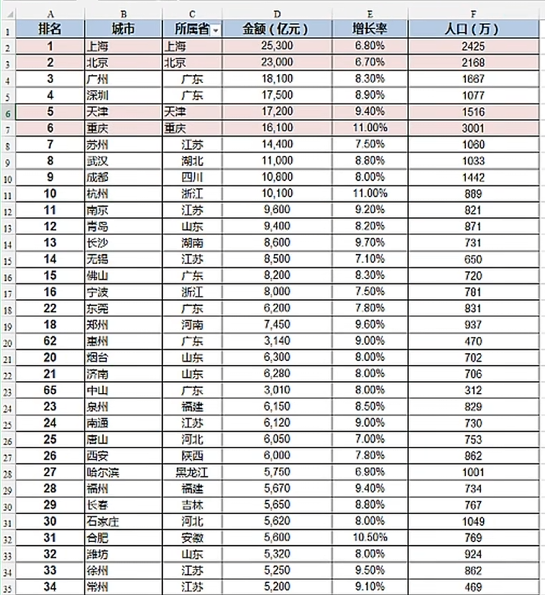 A B C D E F
1 排名 城市 所属省 金额（亿元） 增长率 人口（万）
2 1 上海 上海 25,300 6.80% 2425
3 2 北京 北京 23,000 6.70% 2168
4 3 广州 广东 18,100 8.30% 1667
5 4 深圳 广东 17,500 8.90% 1077
6 5 天津 天津 17,200 9.40% 1516
7 6 重庆 重庆 16,100 11.00% 3001
8 7 苏州 江苏 14,400 7.50% 1060
9 8 武汉 湖北 11,000 8.80% 1033
10 9 成都 四川 10,800 8.00% 1442
11 10 杭州 浙江 10,100 11.00% 889
12 11 南京 江苏 9,600 9.20% 821
13 12 青岛 山东 9,400 8.20% 871
14 13 长沙 湖南 8,600 9.70% 731
15 14 无锡 江苏 8,500 7.10% 650
16 15 佛山 广东 8,200 8.30% 720
17 16 宁波 浙江 8,000 7.50% 781
18 22 东莞 广东 6,200 7.80% 831
19 18 郑州 河南 7,450 9.60% 937
20 62 惠州 广东 3,140 9.00% 470
21 20 烟台 山东 6,300 8.00% 702
22 21 济南 山东 6,280 8.00% 706
23 65 中山 广东 3,010 8.00% 312
24 23 泉州 福建 6,150 8.50% 829
25 24 南通 江苏 6,120 9.00% 730
26 25 唐山 河北 6,050 7.00% 753
27 26 西安 陕西 6,000 7.80% 862
28 27 哈尔滨 黑龙江 5,750 6.90% 1001
29 28 福州 福建 5,670 9.40% 734
30 29 长春 吉林 5,650 8.80% 767
31 30 石家庄 河北 5,620 8.00% 1049
32 31 合肥 安徽 5,600 10.50% 769
33 32 潍坊 山东 5,320 8.00% 924
34 33 徐州 江苏 5,250 9.50% 862
35 34 常州 江苏 5,200 9.10% 469